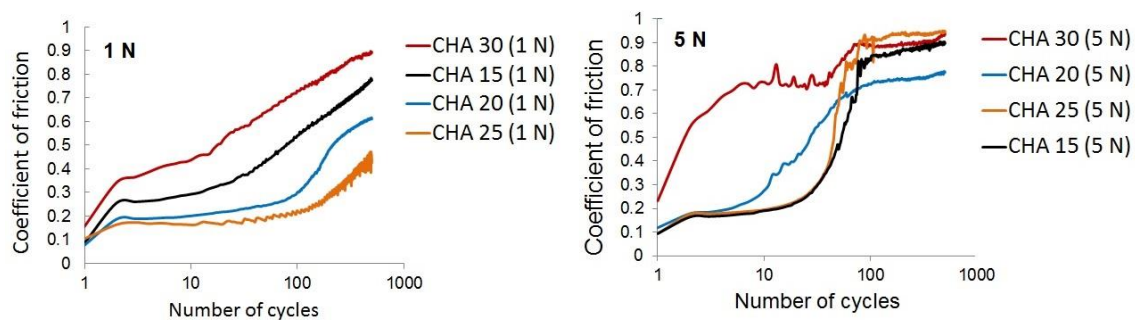 1 N
Coefficient of friction
1
0.9
0.8
0.7
0.6
0.5
0.4
0.3
0.2
0.1
0
1
10
100
1000
Number of cycles
CHA 30 (1 N)
CHA 15 (1 N)
CHA 20 (1 N)
CHA 25 (1 N)
5 N
Coefficient of friction
1
0.9
0.8
0.7
0.6
0.5
0.4
0.3
0.2
0.1
0
1
10
100
1000
Number of cycles
CHA 30 (5 N)
CHA 20 (5 N)
CHA 25 (5 N)
CHA 15 (5 N)